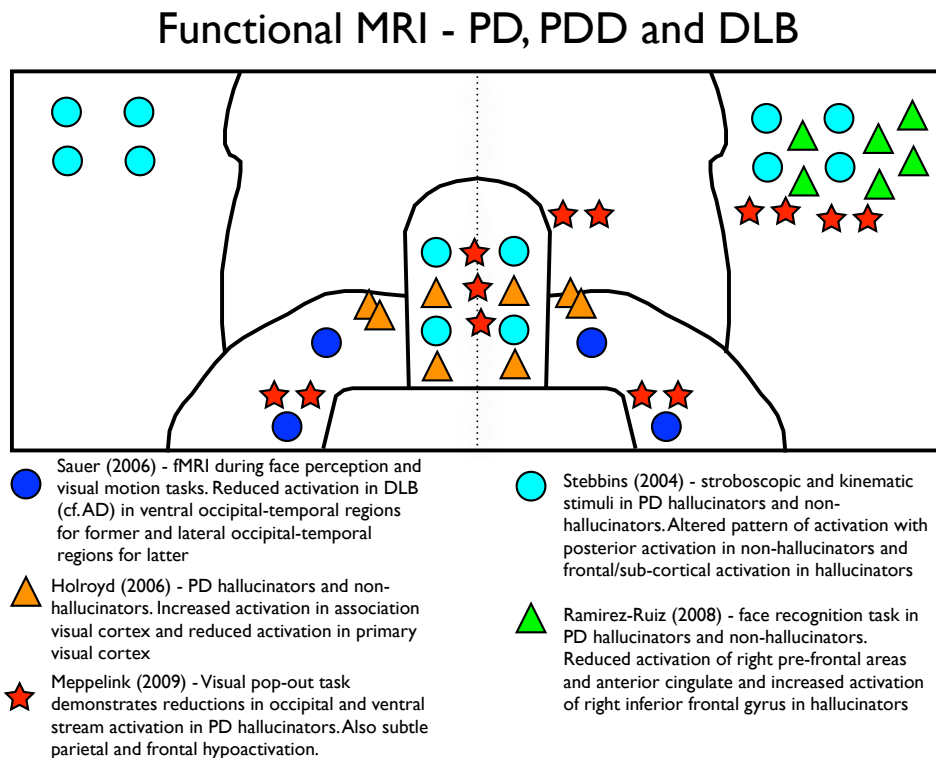 Functional MRI - PD, PDD and DLB
Sauer (2006) - fMRI during face perception and
visual motion tasks. Reduced activation in DLB
(cf. AD) in ventral occipital-temporal regions
for former and lateral occipital-temporal
regions for latter
Holroyd (2006) - PD hallucinators and non-
hallucinators. Increased activation in association
visual cortex and reduced activation in primary
visual cortex
Meppelink (2009) - Visual pop-out task
demonstrates reductions in occipital and ventral
stream activation in PD hallucinators. Also subtle
parietal and frontal hypoactivation.
Stebbins (2004) - stroboscopic and kinematic
stimuli in PD hallucinators and non-
hallucinators. Altered pattern of activation with
posterior activation in non-hallucinators and
frontal/sub-cortical activation in hallucinators
Ramirez-Ruiz (2008) - face recognition task in
PD hallucinators and non-hallucinators.
Reduced activation of right pre-frontal areas
and anterior cingulate and increased activation
of right inferior frontal gyrus in hallucinators